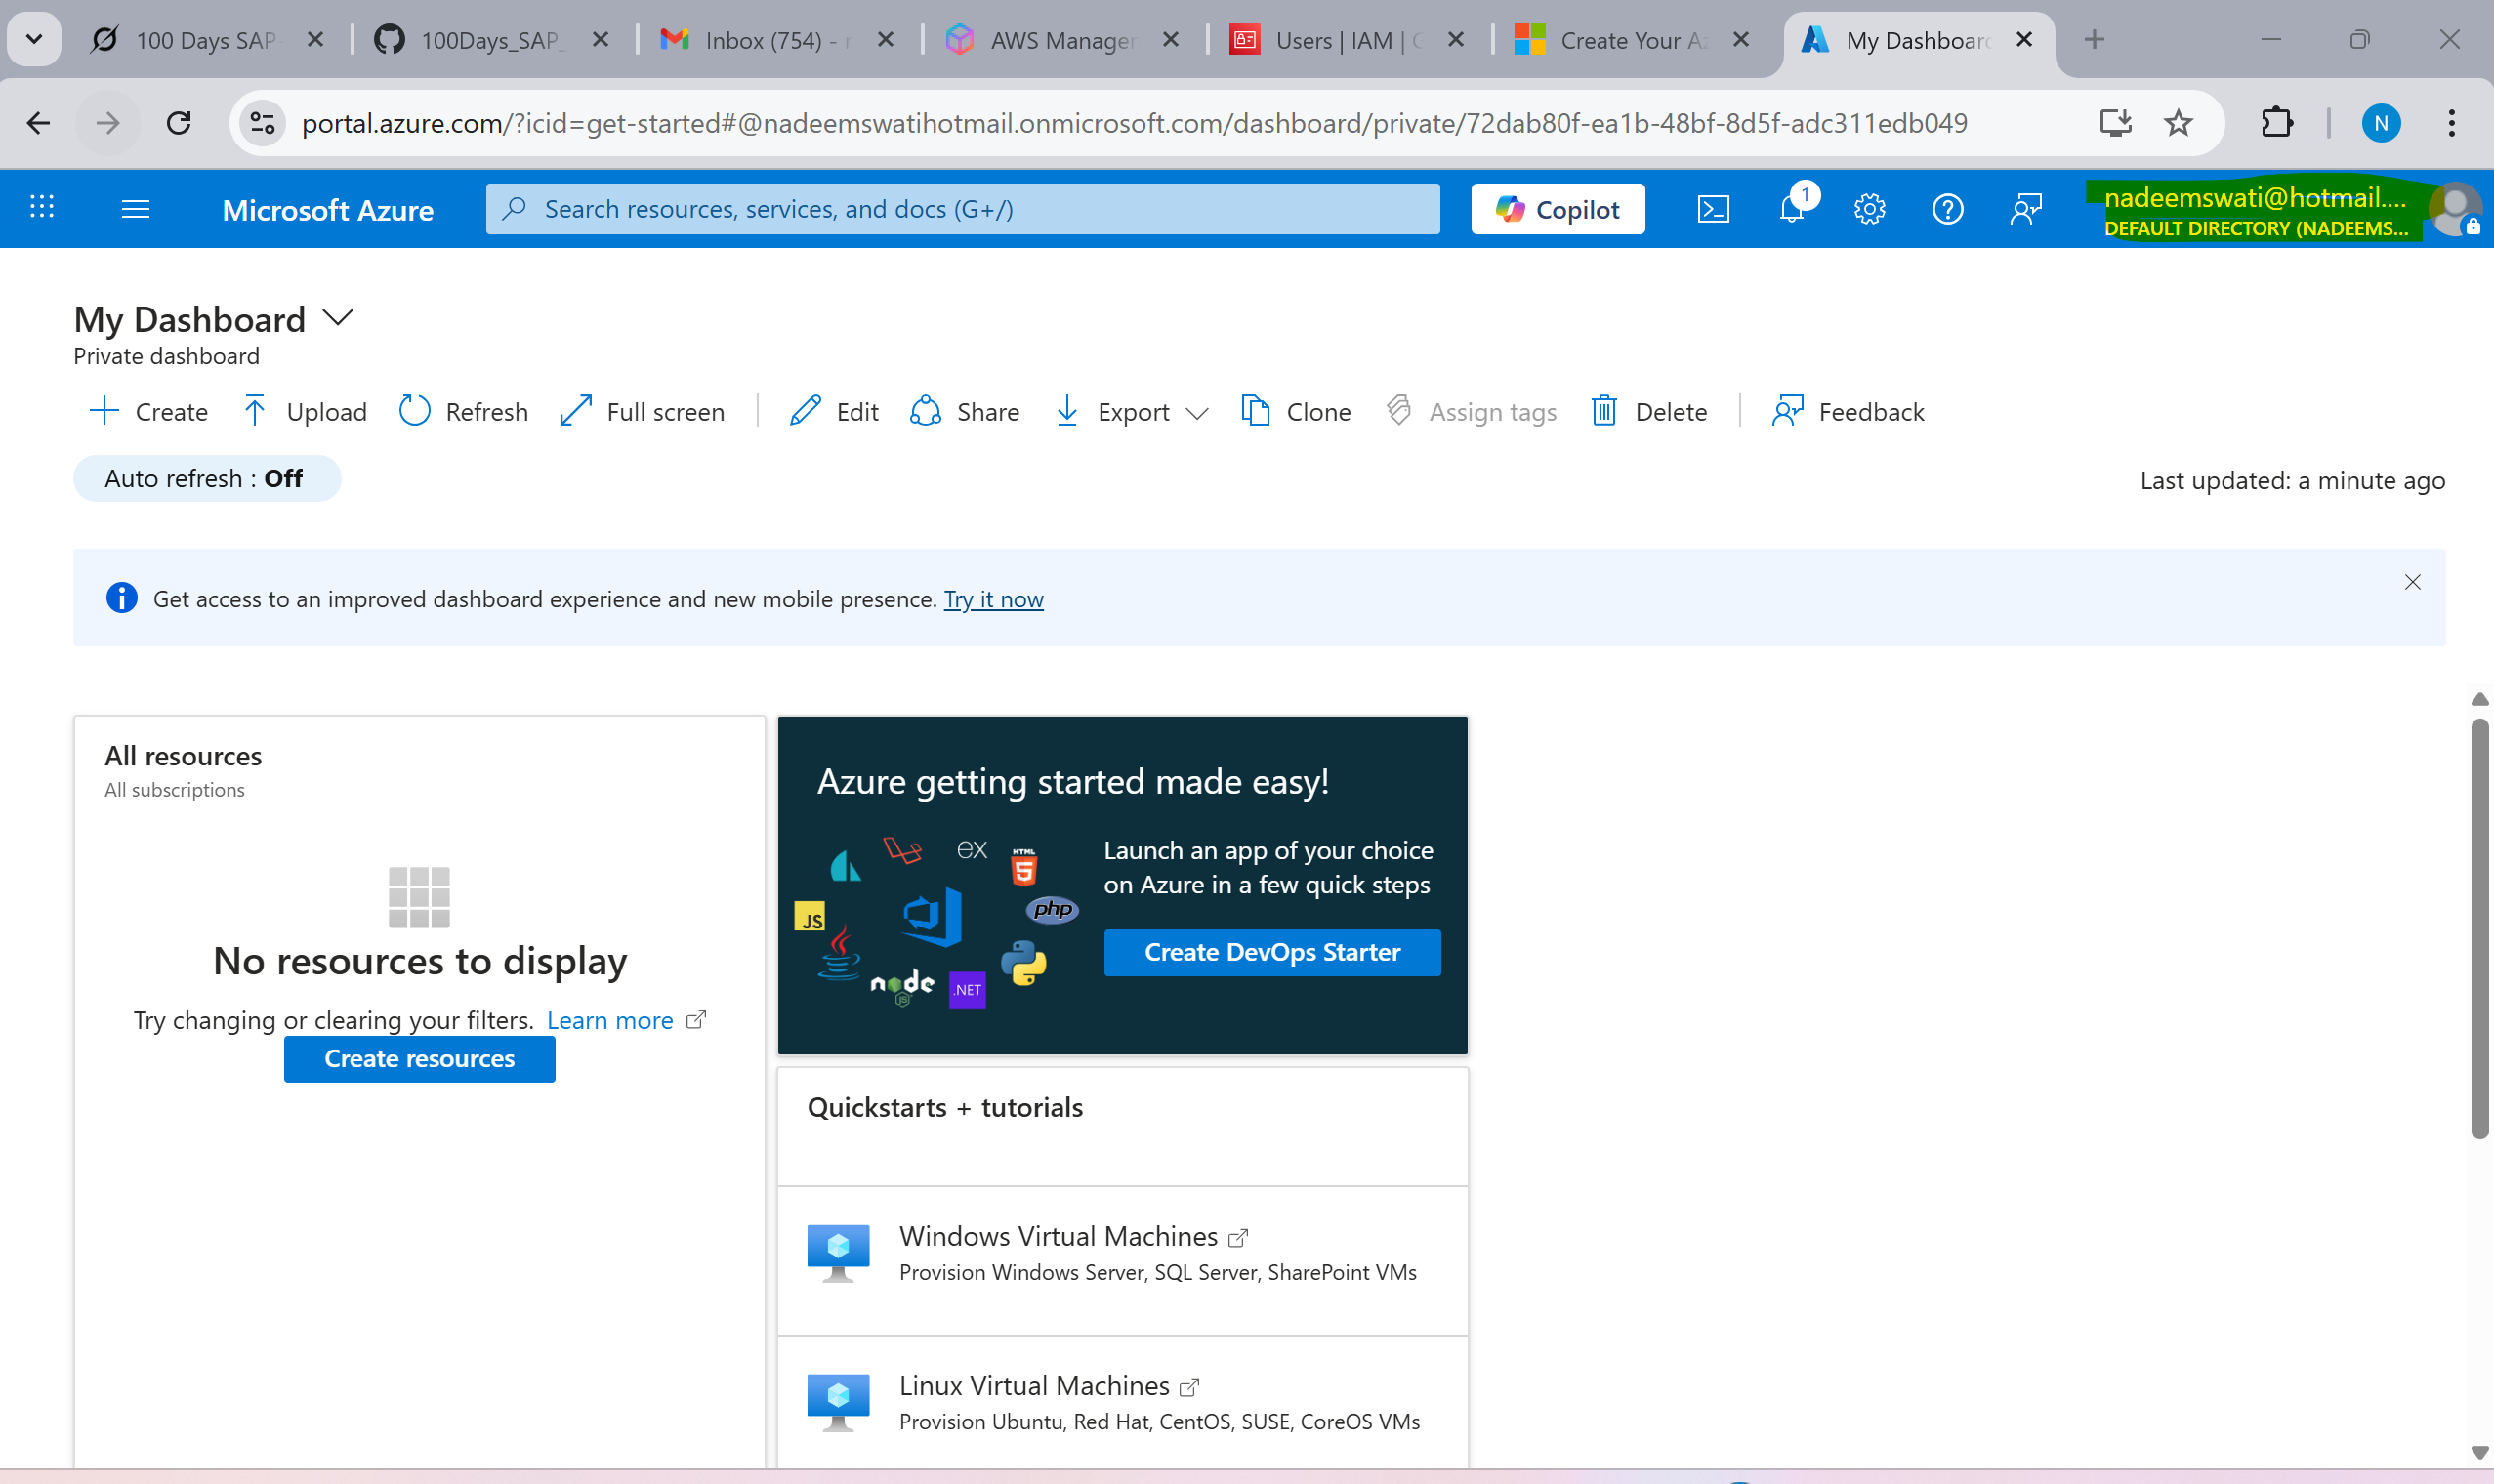 100 Days SAP
100Days_SAP_
Inbox (754) -
AWS Manager
Users | IAM |
Create Your Az
My Dashboard
portal.azure.com/?icid=get-started#@nadeemswatihotmail.onmicrosoft.com/dashboard/private/72dab80f-ea1b-48bf-8d5f-adc311edb049
N
Microsoft Azure
Search resources, services, and docs (G+/)
Copilot
1
nadeemswati@hotmail....
DEFAULT DIRECTORY (NADEEMS...
My Dashboard
Private dashboard
Create
Upload
Refresh
Full screen
Edit
Share
Export
Clone
Assign tags
Delete
Feedback
Auto refresh : Off
Last updated: a minute ago
Get access to an improved dashboard experience and new mobile presence. Try it now
All resources
All subscriptions
No resources to display
Try changing or clearing your filters. Learn more
Create resources
Azure getting started made easy!
Launch an app of your choice
on Azure in a few quick steps
Create DevOps Starter
ex
HTML
5
JS
php
node
JS
.NET
Quickstarts + tutorials
Windows Virtual Machines
Provision Windows Server, SQL Server, SharePoint VMs
Linux Virtual Machines
Provision Ubuntu, Red Hat, CentOS, SUSE, CoreOS VMs